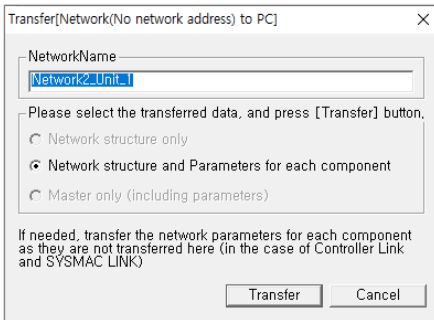 Transfer[Network(No network address) to PC]
NetworkName
Network2_Unit_1
Please select the transferred data, and press [Transfer] button,
Network structure only
Network structure and Parameters for each component
Master only (including parameters)
If needed, transfer the network parameters for each component
as they are not transferred here (in the case of Controller Link
and SYSMAC LINK)
Transfer Cancel